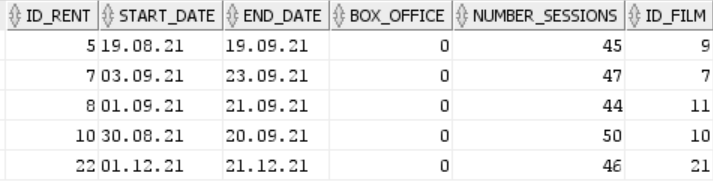 ID_RENT START_DATE END_DATE BOX_OFFICE NUMBER_SESSIONS ID_FILM
5 19.08.21 19.09.21 0 45 9
7 03.09.21 23.09.21 0 47 7
8 01.09.21 21.09.21 0 44 11
10 30.08.21 20.09.21 0 50 10
22 01.12.21 21.12.21 0 46 21